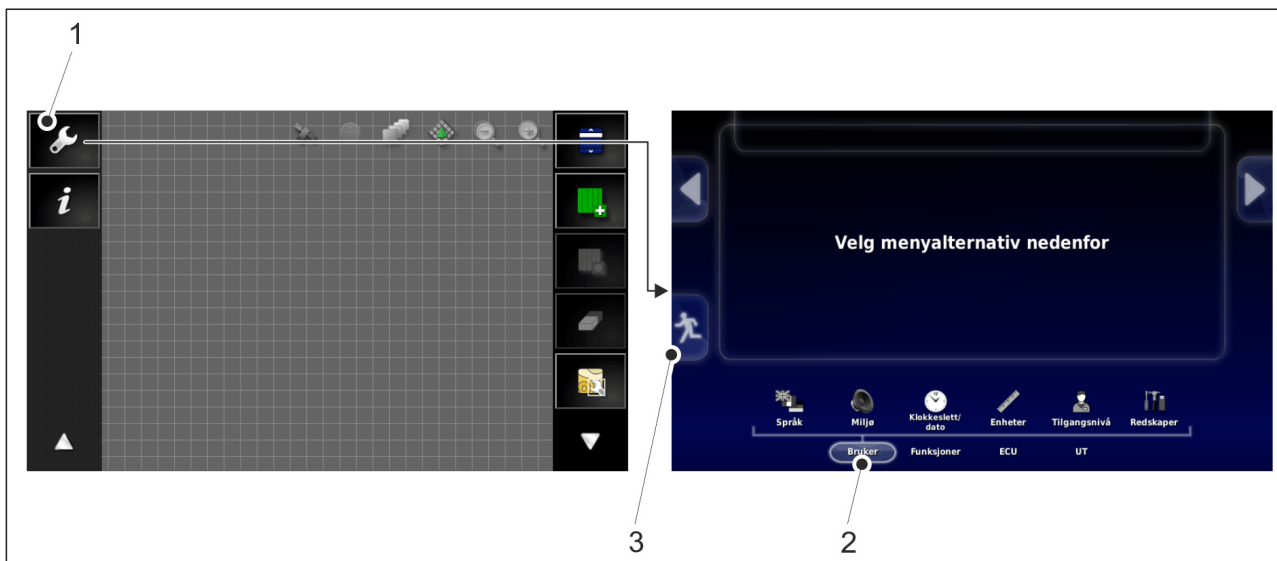 1
i
Velg menyalternativ nedenfor
Språk
Miljø
Klokkeslett/
dato
Enheter
Tilgangsnivå
Redskaper
Bruker
Funksjoner
ECU
UT
3
2